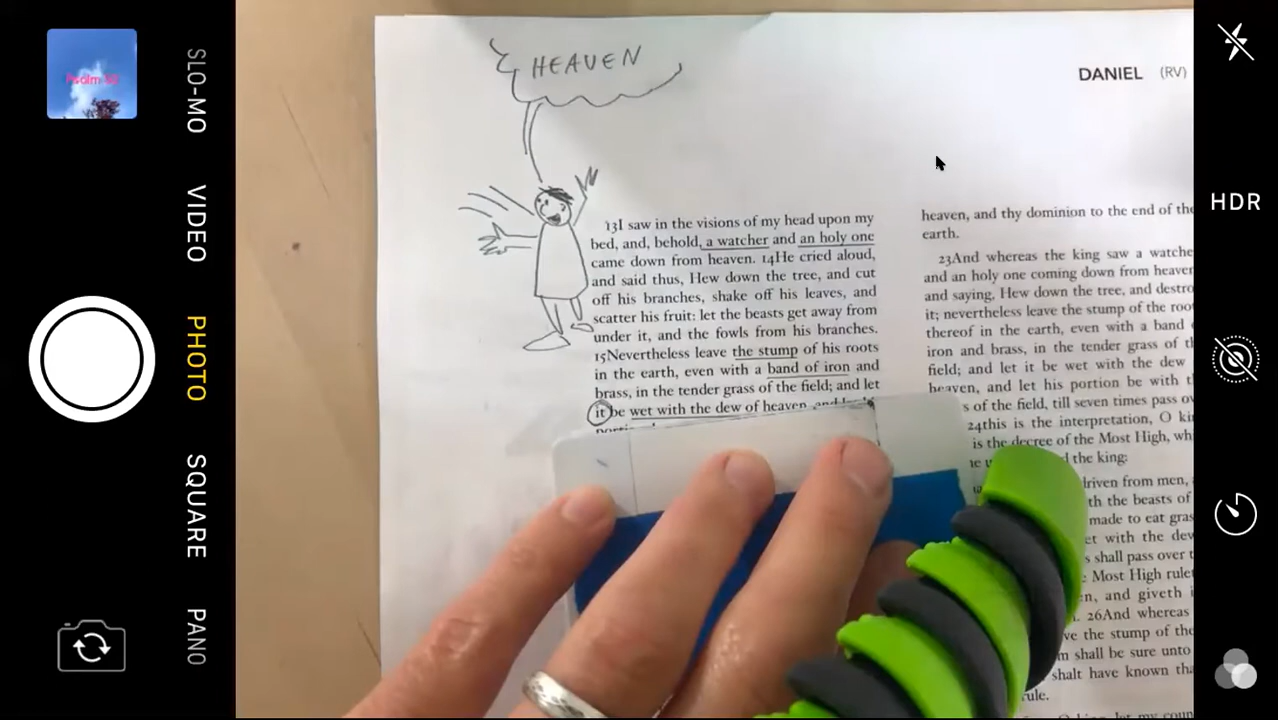 HEAVEN
DANIEL (RV)
13I saw in the visions of my head upon my
bed, and, behold, a watcher and an holy one
came down from heaven. 14He cried aloud,
and said thus, Hew down the tree, and cut
off his branches, shake off his leaves, and
scatter his fruit: let the beasts get away from
under it, and the fowls from his branches.
15Nevertheless leave the stump of his roots
in the earth, even with a band of iron and
brass, in the tender grass of the field; and let
it be wet with the dew of heaven, and
heaven, and thy dominion to the end of the
earth.
23And whereas the king saw a watche
and an holy one coming down from heaven
and saying, Hew down the tree, and destro
it; nevertheless leave the stump of the roo
thereof in the earth, even with a band
iron and brass, in the tender grass of t
field; and let it be wet with the dew
heaven, and let his portion be with t
s of the field, till seven times pass ov
24this is the interpretation, O ki
is the decree of the Most High, wh
the king:
driven from men,
th the beasts of
made to eat gras
et with the dev
s shall pass over t
Most High rule
en, and giveth i
26And whereas
ve the stump of the
m shall be sure unto
shalt have known tha
rule.
SLO-MO
VIDEO
PHOTO
SQUARE
PANO
HDR